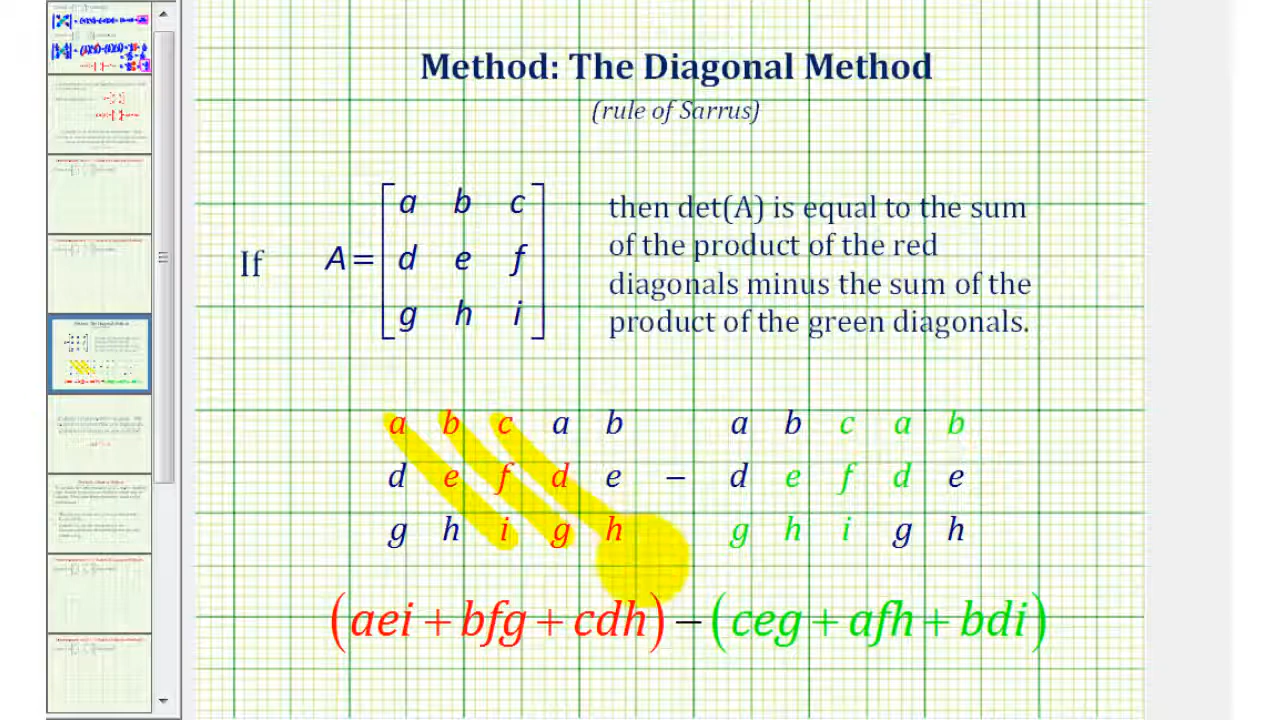 Method: The Diagonal Method
(rule of Sarrus)
a b c
If A = d e f
g h i
then det(A) is equal to the sum
of the product of the red
diagonals minus the sum of the
product of the green diagonals.
a b c a b a b c a b
d e f d e – d e f d e
g h i g h g h i g h
(aei + bfg + cdh) – (ceg + afh + bdi)